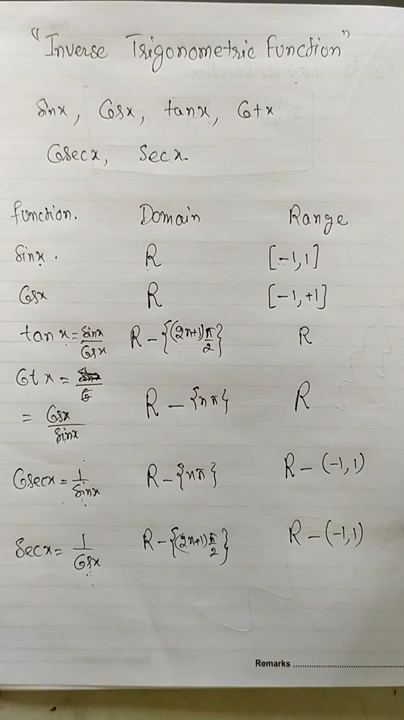 "Inverse Trigonometric Function"
Sinx, Cosx, tanx, Cotx
Cosecx, Secx.
function. Domain Range
Sinx. R [-1,1]
Cosx R [-1,+1]
tanx = Sinx/Cosx R - {(2n+1)π/2} R
Cotx =
= Cosx/Sinx R - {nπ} R
Cosecx = 1/Sinx R - {nπ} R - (-1,1)
Secx = 1/Cosx R - {(2n+1)π/2} R - (-1,1)
Remarks